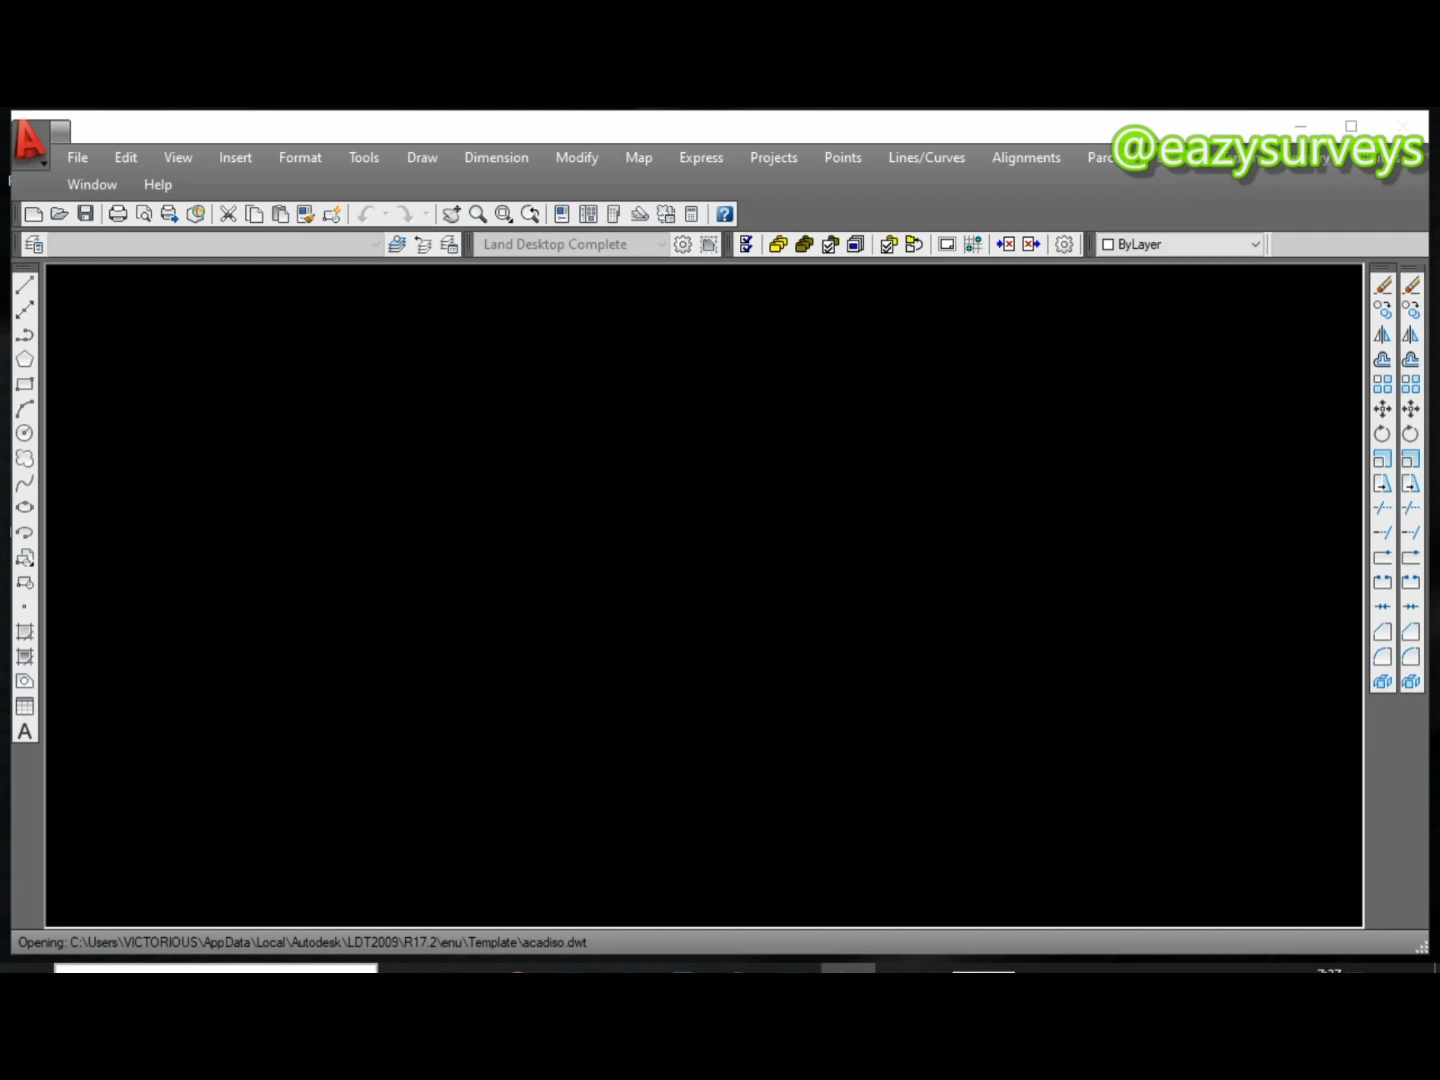 @eazysurveys
File Edit View Insert Format Tools Draw Dimension Modify Map Express Projects Points Lines/Curves Alignments
Window Help
Land Desktop Complete ByLayer
A
Opening: C:\Users\VICTORIOUS\AppData\Local\Autodesk\LDT2009\R17.2\enu\Template\acadiso.dwt